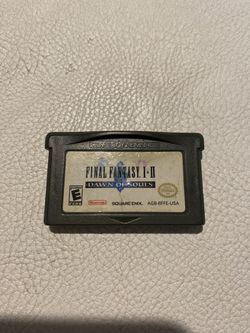 GAME BOY ADVANCE
FINAL FANTASY I·II
DAWN OF SOULS
E
Nintendo
SQUARE ENIX
AGB-BFFE-USA